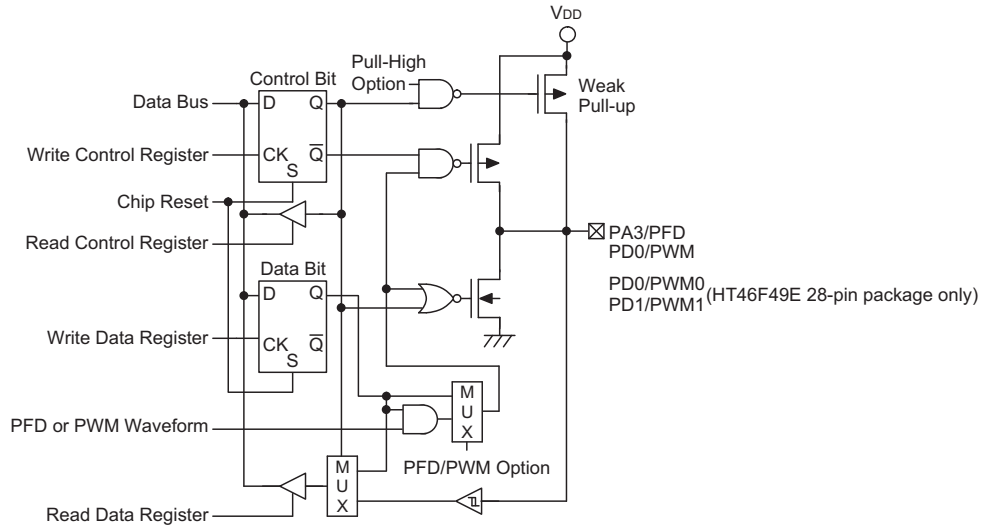 VDD
Pull-High
Option
Control Bit
Weak
Pull-up
Data Bus
D
Q
Write Control Register
CK
Q̅
S
Chip Reset
Read Control Register
PA3/PFD
PD0/PWM
PD0/PWM0
PD1/PWM1
(HT46F49E 28-pin package only)
Data Bit
D
Q
Write Data Register
CK
Q̅
S
M
U
X
PFD or PWM Waveform
PFD/PWM Option
M
U
X
Read Data Register